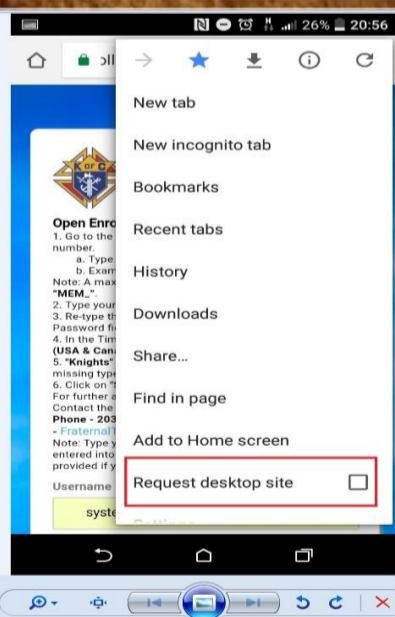 26% 20:56
New tab
New incognito tab
Bookmarks
Recent tabs
History
Downloads
Share...
Find in page
Add to Home screen
Request desktop site
K OF C
Open Enro
1. Go to the
number.
a. Type
b. Exam
Note: A max
"MEM_".
2. Type your
3. Re-type th
Password fi
4. In the Tim
(USA & Can
5. "Knights"
missing type
6. Click on "S
For further a
Contact the
Phone - 203
- FraternalT
Note: Type y
entered into
provided if y
Username
syste